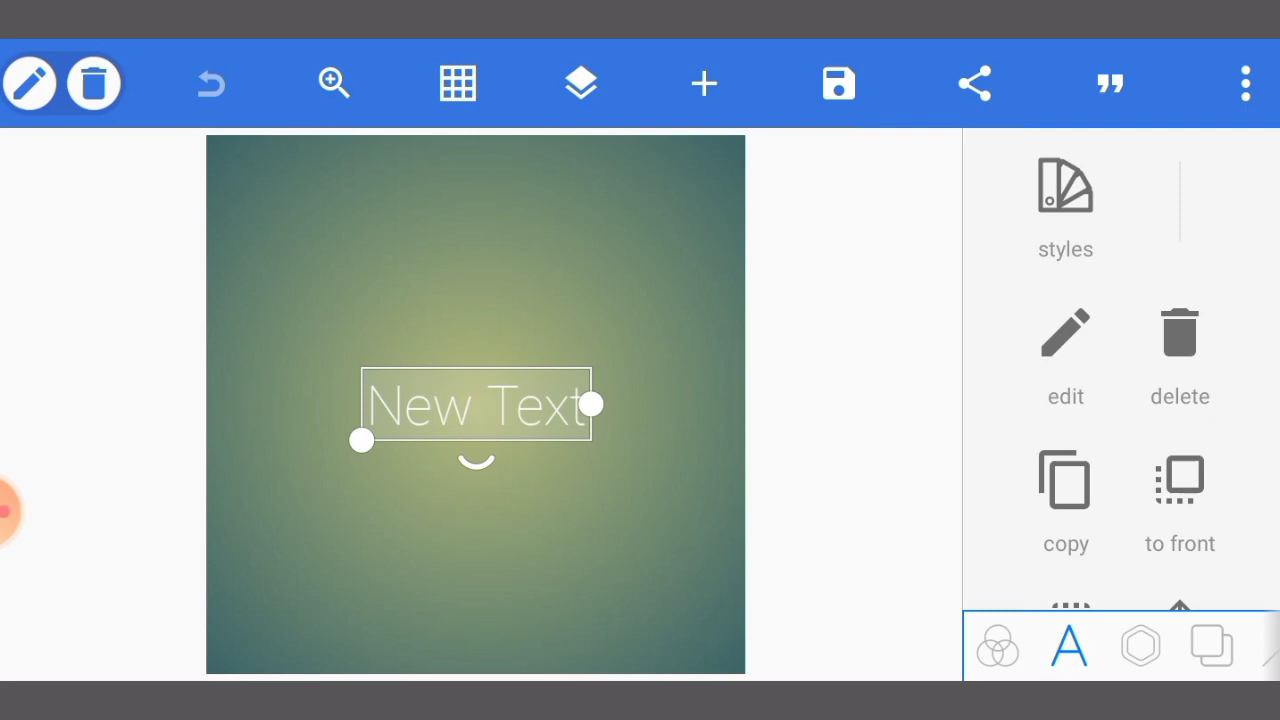 styles
edit
delete
New Text
copy
to front